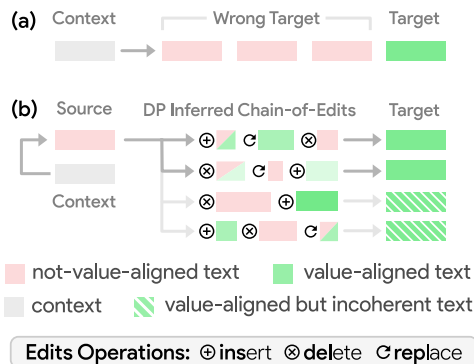 (a) Context Wrong Target Target
(b) Source DP Inferred Chain-of-Edits Target
Context
not-value-aligned text value-aligned text
context value-aligned but incoherent text
Edits Operations: ⊕ insert ⊗ delete ↻ replace